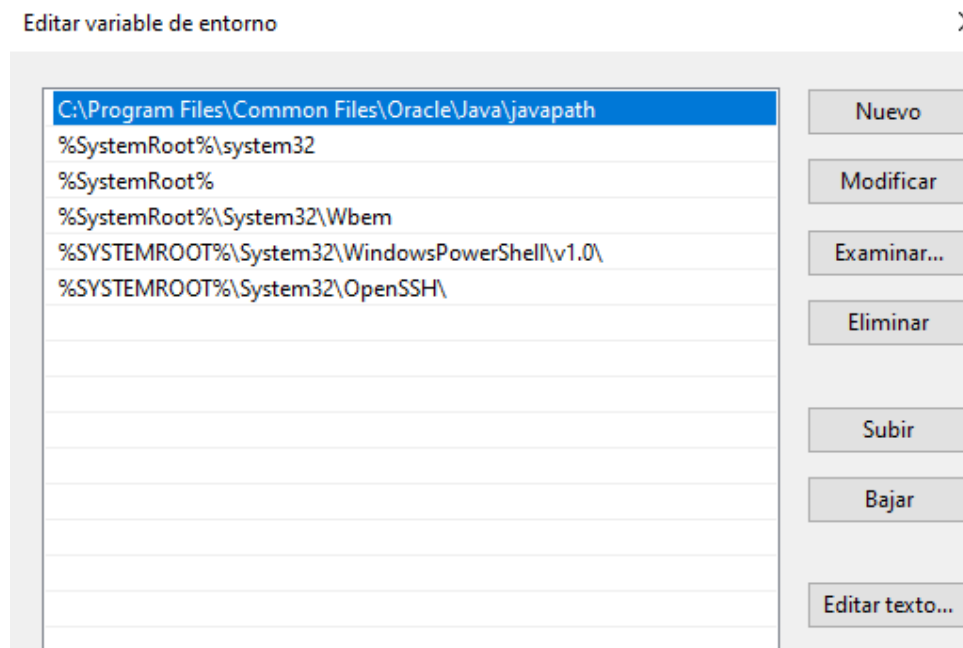 Editar variable de entorno
C:\Program Files\Common Files\Oracle\Java\javapath
%SystemRoot%\system32
%SystemRoot%
%SystemRoot%\System32\Wbem
%SYSTEMROOT%\System32\WindowsPowerShell\v1.0\
%SYSTEMROOT%\System32\OpenSSH\
Nuevo
Modificar
Examinar...
Eliminar
Subir
Bajar
Editar texto...